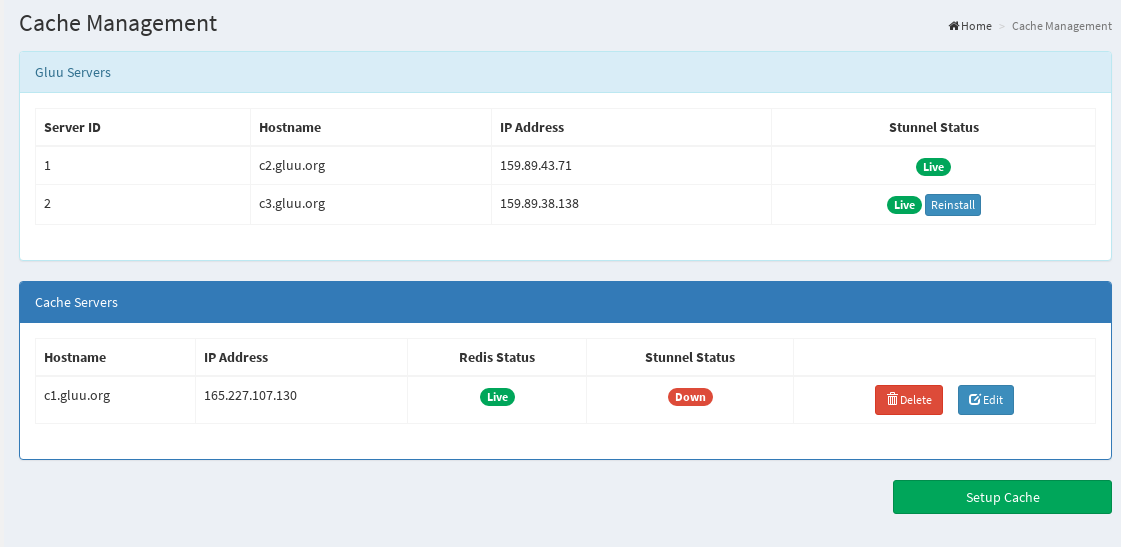 Cache Management
Home > Cache Management
Gluu Servers
Server ID Hostname IP Address Stunnel Status
1 c2.gluu.org 159.89.43.71 Live
2 c3.gluu.org 159.89.38.138 Live Reinstall
Cache Servers
Hostname IP Address Redis Status Stunnel Status
c1.gluu.org 165.227.107.130 Live Down Delete Edit
Setup Cache